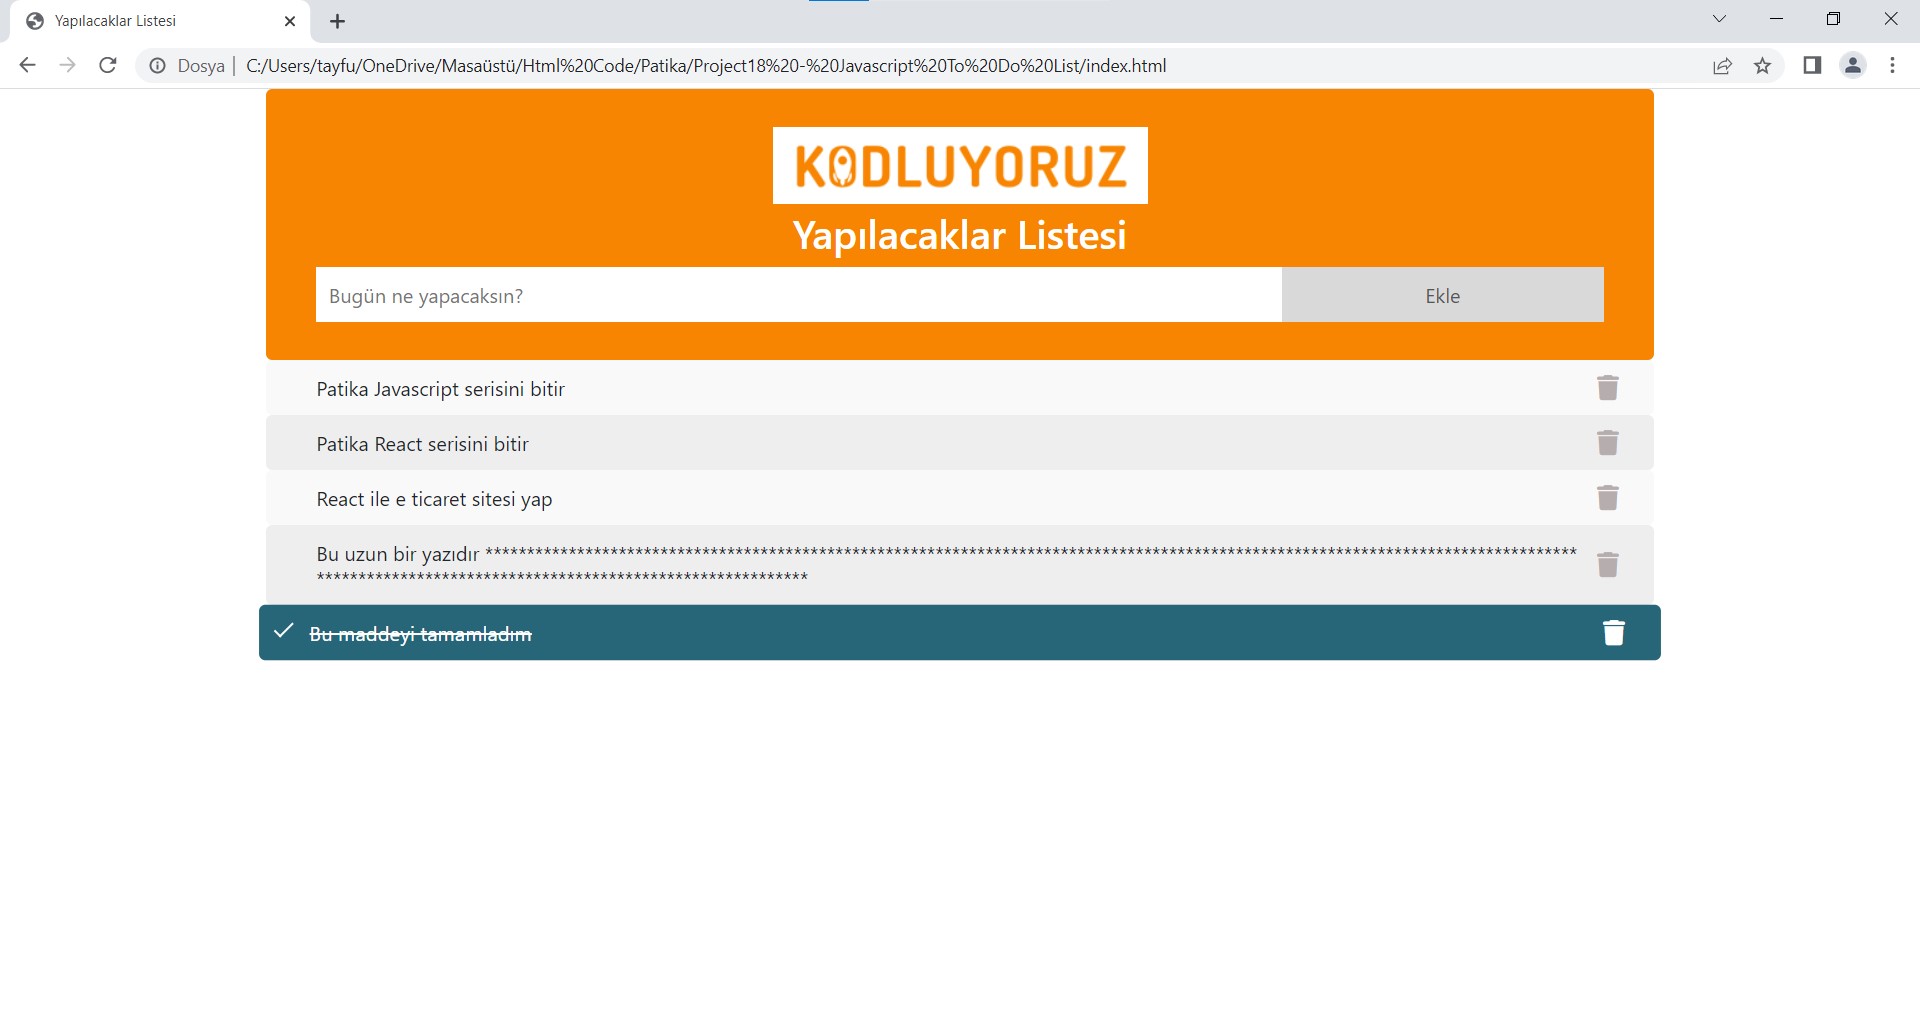 Yapılacaklar Listesi
Dosya | C:/Users/tayfu/OneDrive/Masaüstü/Html%20Code/Patika/Project18%20-%20Javascript%20To%20Do%20List/index.html
KODLUYORUZ
Yapılacaklar Listesi
Bugün ne yapacaksın? Ekle
Patika Javascript serisini bitir
Patika React serisini bitir
React ile e ticaret sitesi yap
Bu uzun bir yazıdır ***********************************************************************************************************************************
***********************************************************
Bu maddeyi tamamladım